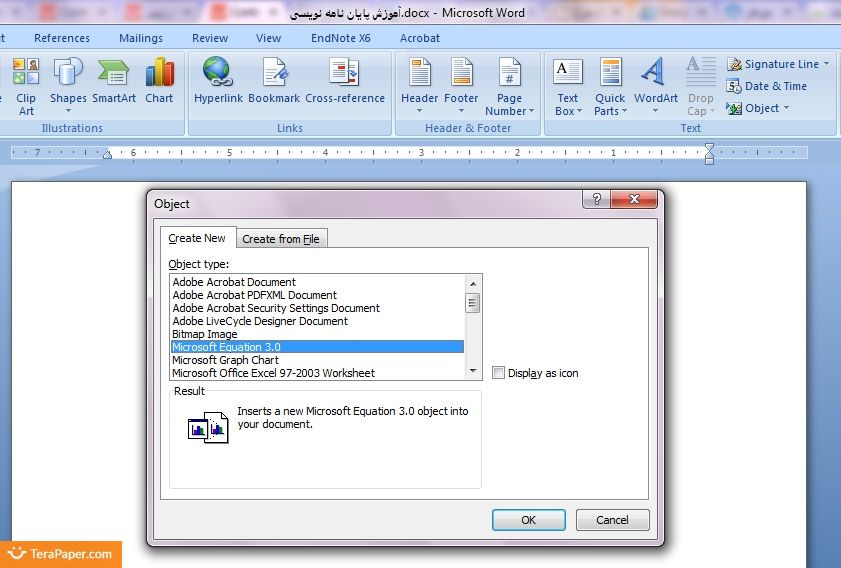 آموزش پایان نامه نویسی.docx - Microsoft Word
References Mailings Review View EndNote X6 Acrobat
Clip Art
Shapes
SmartArt
Chart
Hyperlink
Bookmark
Cross-reference
Header
Footer
Page Number
Text Box
Quick Parts
WordArt
Drop Cap
Signature Line
Date & Time
Object
Illustrations
Links
Header & Footer
Text
7 6 5 4 3 2 1
Object
Create New
Create from File
Object type:
Adobe Acrobat Document
Adobe Acrobat PDFXML Document
Adobe Acrobat Security Settings Document
Adobe LiveCycle Designer Document
Bitmap Image
Microsoft Equation 3.0
Microsoft Graph Chart
Microsoft Office Excel 97-2003 Worksheet
Display as icon
Result
Inserts a new Microsoft Equation 3.0 object into
your document.
OK
Cancel
TeraPaper.com